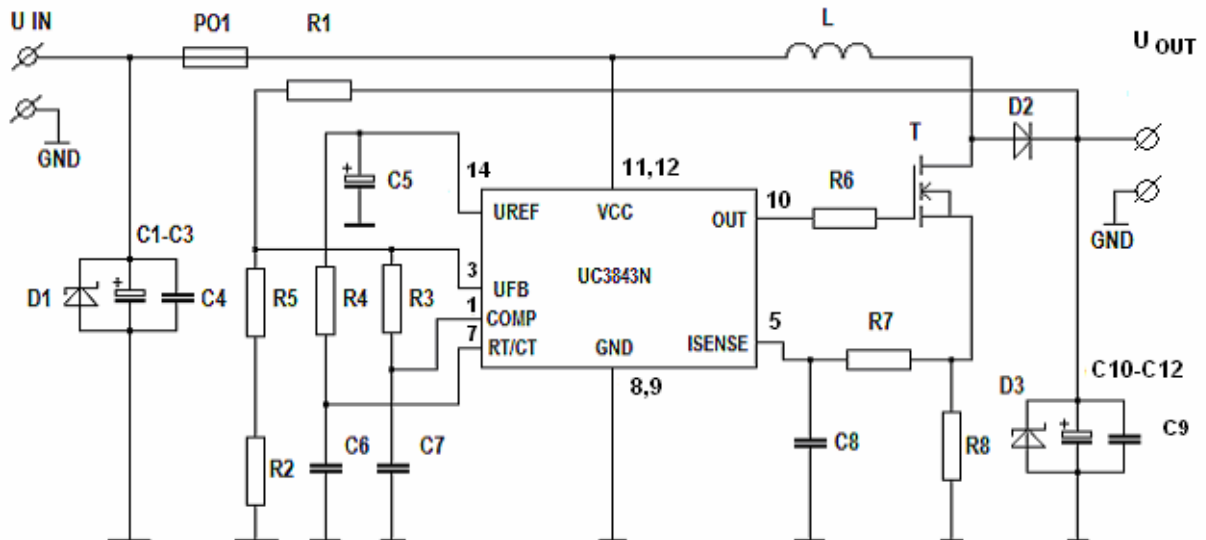 U IN
PO1
R1
L
U OUT
GND
D2
T
14
C5
11,12
R6
10
UREF
VCC
OUT
GND
C1-C3
3
UC3843N
D1
C4
R5
R4
R3
UFB
1
COMP
7
RT/CT
GND
ISENSE
5
R7
8,9
D3
C10-C12
R2
C6
C7
C8
R8
C9
+
+
+